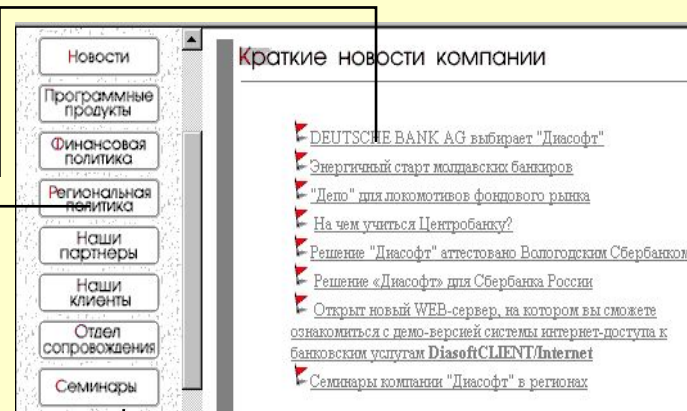 Новости
Программные
продукты
Финансовая
политика
Региональная
политика
Наши
партнеры
Наши
клиенты
Отдел
сопровождения
Семинары
Краткие новости компании
DEUTSCHE BANK AG выбирает "Диасофт"
Энергичный старт молдавских банкиров
"Депо" для локомотивов фондового рынка
На чем учиться Центробанку?
Решение "Диасофт" аттестовано Вологодским Сбербанком
Решение «Диасофт» для Сбербанка России
Открыт новый WEB-сервер, на котором вы сможете
ознакомиться с демо-версией системы интернет-доступа к
банковским услугам DiasoftCLIENT/Internet
Семинары компании "Диасофт" в регионах